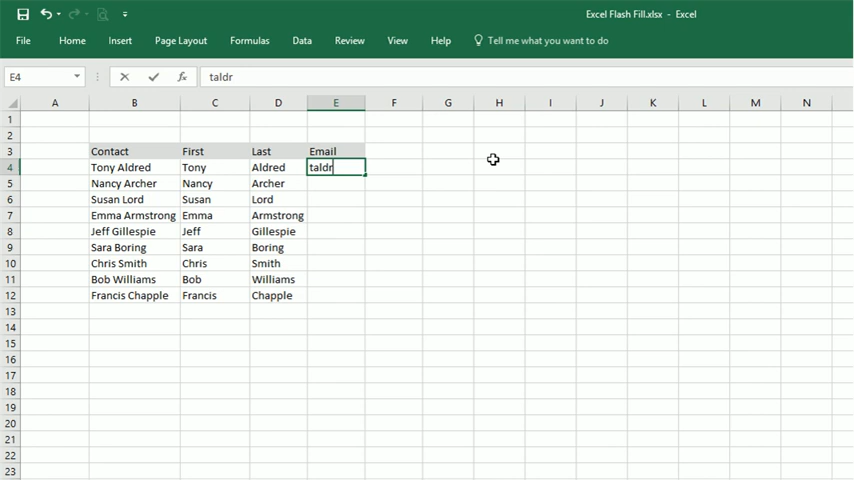 Excel Flash Fill.xlsx - Excel
File Home Insert Page Layout Formulas Data Review View Help Tell me what you want to do
E4 fx taldr
A B C D E F G H I J K L M N
1
2
3 Contact First Last Email
4 Tony Aldred Tony Aldred taldr
5 Nancy Archer Nancy Archer
6 Susan Lord Susan Lord
7 Emma Armstrong Emma Armstrong
8 Jeff Gillespie Jeff Gillespie
9 Sara Boring Sara Boring
10 Chris Smith Chris Smith
11 Bob Williams Bob Williams
12 Francis Chapple Francis Chapple
13
14
15
16
17
18
19
20
21
22
23